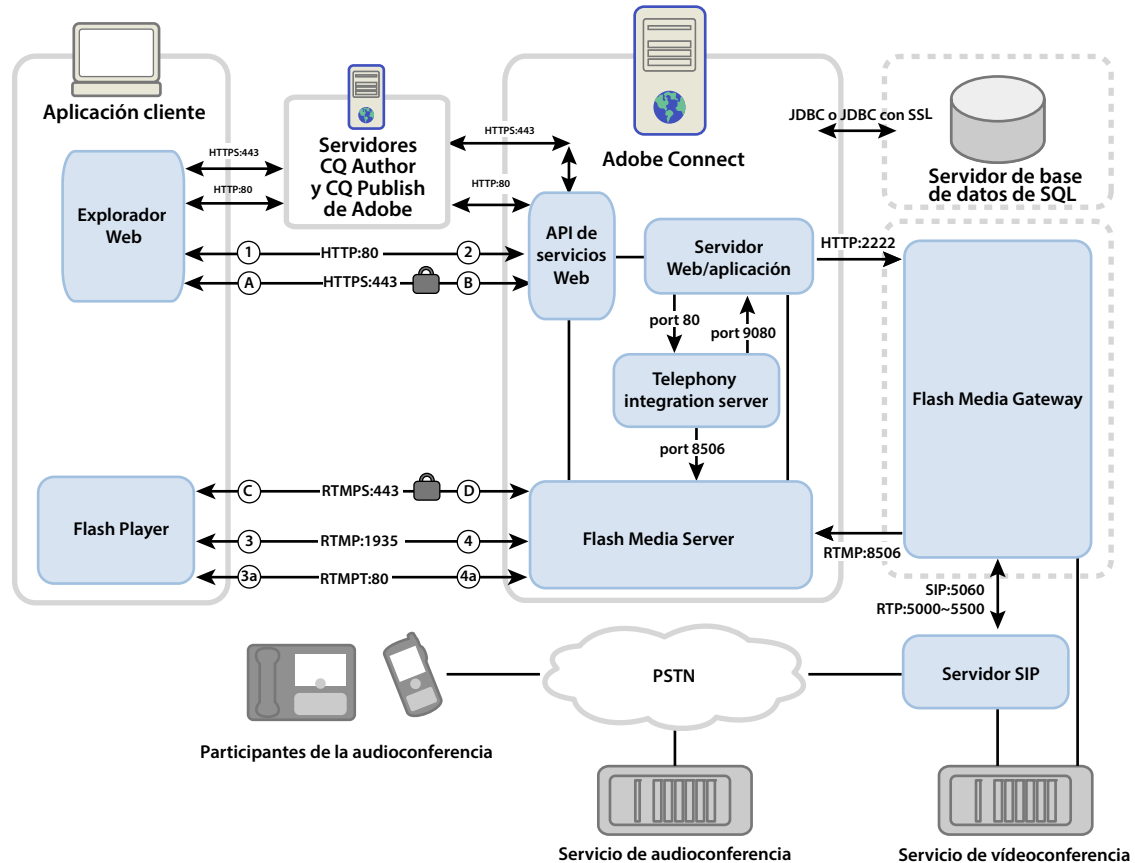 Aplicación cliente
Explorador
Web
HTTPS:443
HTTP:80
Servidores
CQ Author
y CQ Publish
de Adobe
HTTPS:443
HTTP:80
Adobe Connect
JDBC o JDBC con SSL
Servidor de base
de datos de SQL
1 HTTP:80 2
A HTTPS:443 B
API de
servicios
Web
Servidor
Web/aplicación
HTTP:2222
port 80
port 9080
Telephony
integration server
port 8506
Flash Media Gateway
Flash Player
C RTMPS:443 D
3 RTMP:1935 4
3a RTMPT:80 4a
Flash Media Server
RTMP:8506
SIP:5060
RTP:5000~5500
PSTN
Servidor SIP
Participantes de la audioconferencia
Servicio de audioconferencia
Servicio de vídeoconferencia